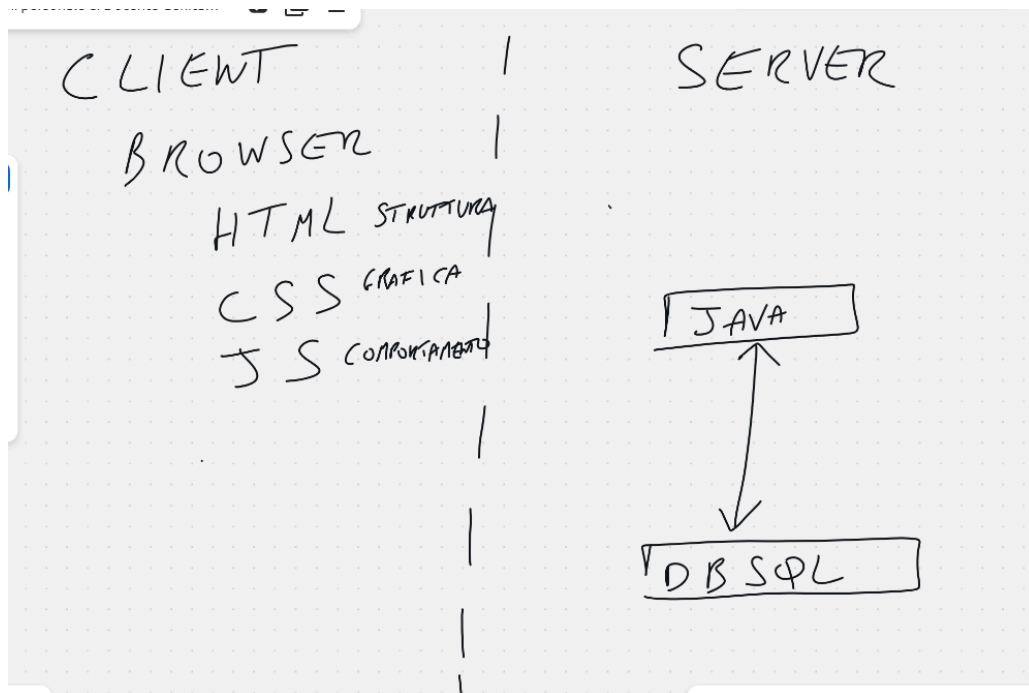 CLIENT
SERVER
BROWSER
HTML STRUTTURA
CSS GRAFICA
JS COMPORTAMENTO
JAVA
DB SQL